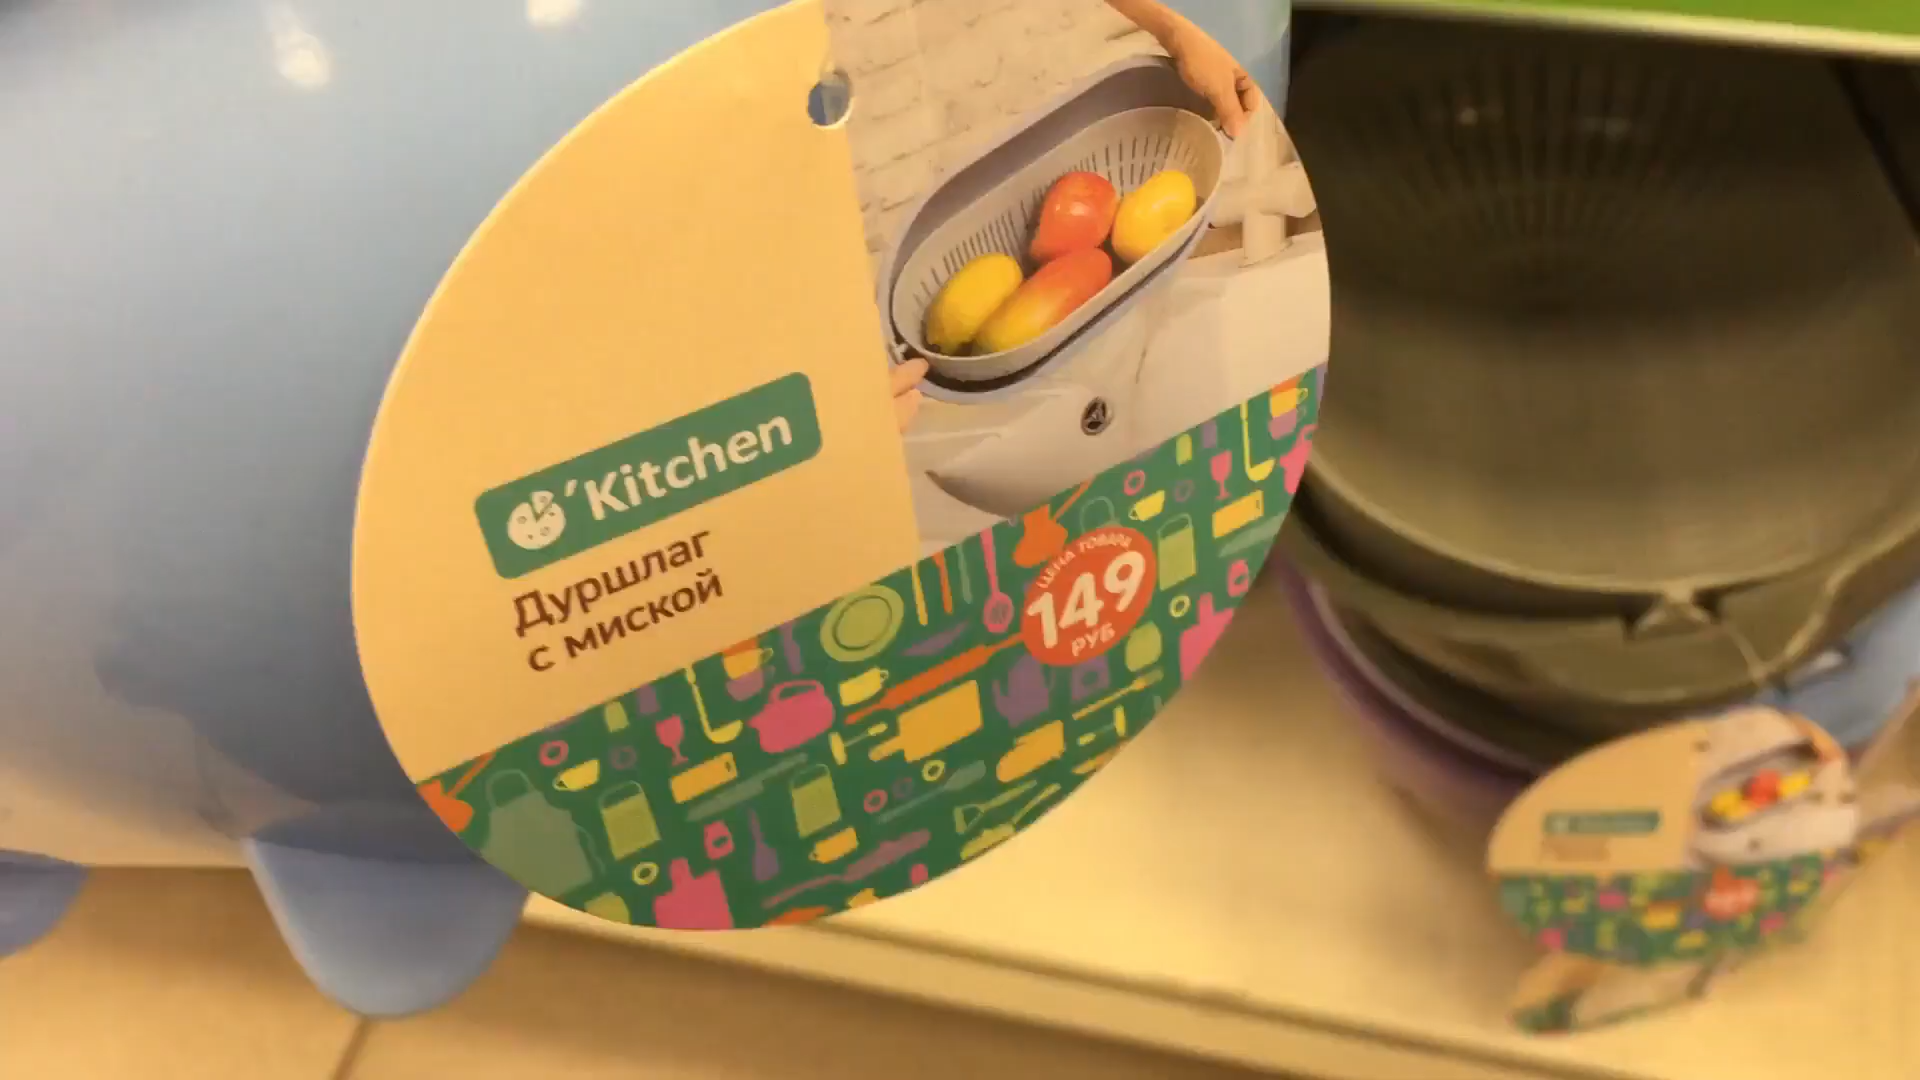 'Kitchen
Дуршлаг
с миской
ЦЕНА ТОВАРА
149
РУБ